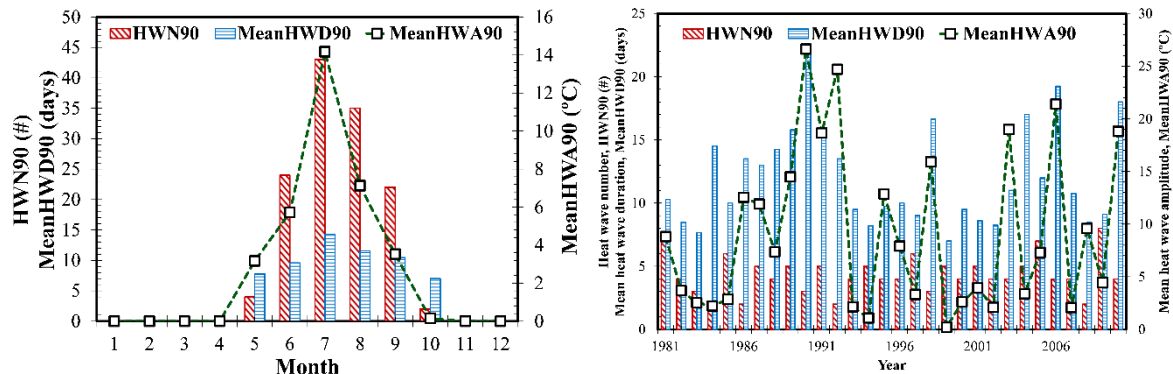 HWN90 (#)
MeanHWD90 (days)
50
45
40
35
30
25
20
15
10
5
0
HWN90 MeanHWD90 MeanHWA90
16
14
12
10
8
6
4
2
0
MeanHWA90 (ºC)
1 2 3 4 5 6 7 8 9 10 11 12
Month
Heat wave number, HWN90 (#)
Mean heat wave duration, MeanHWD90 (days)
25
20
15
10
5
0
HWN90 MeanHWD90 MeanHWA90
30
25
20
15
10
5
0
Mean heat wave amplitude, MeanHWA90 (°C)
1981 1986 1991 1996 2001 2006
Year